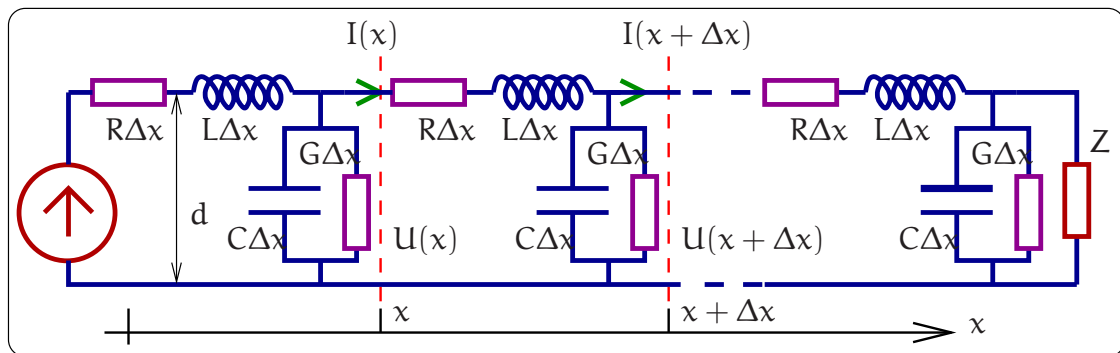 I(x) I(x + Δx)
RΔx LΔx RΔx LΔx RΔx LΔx Z
GΔx GΔx GΔx
d
CΔx U(x) CΔx U(x + Δx) CΔx
x x + Δx x